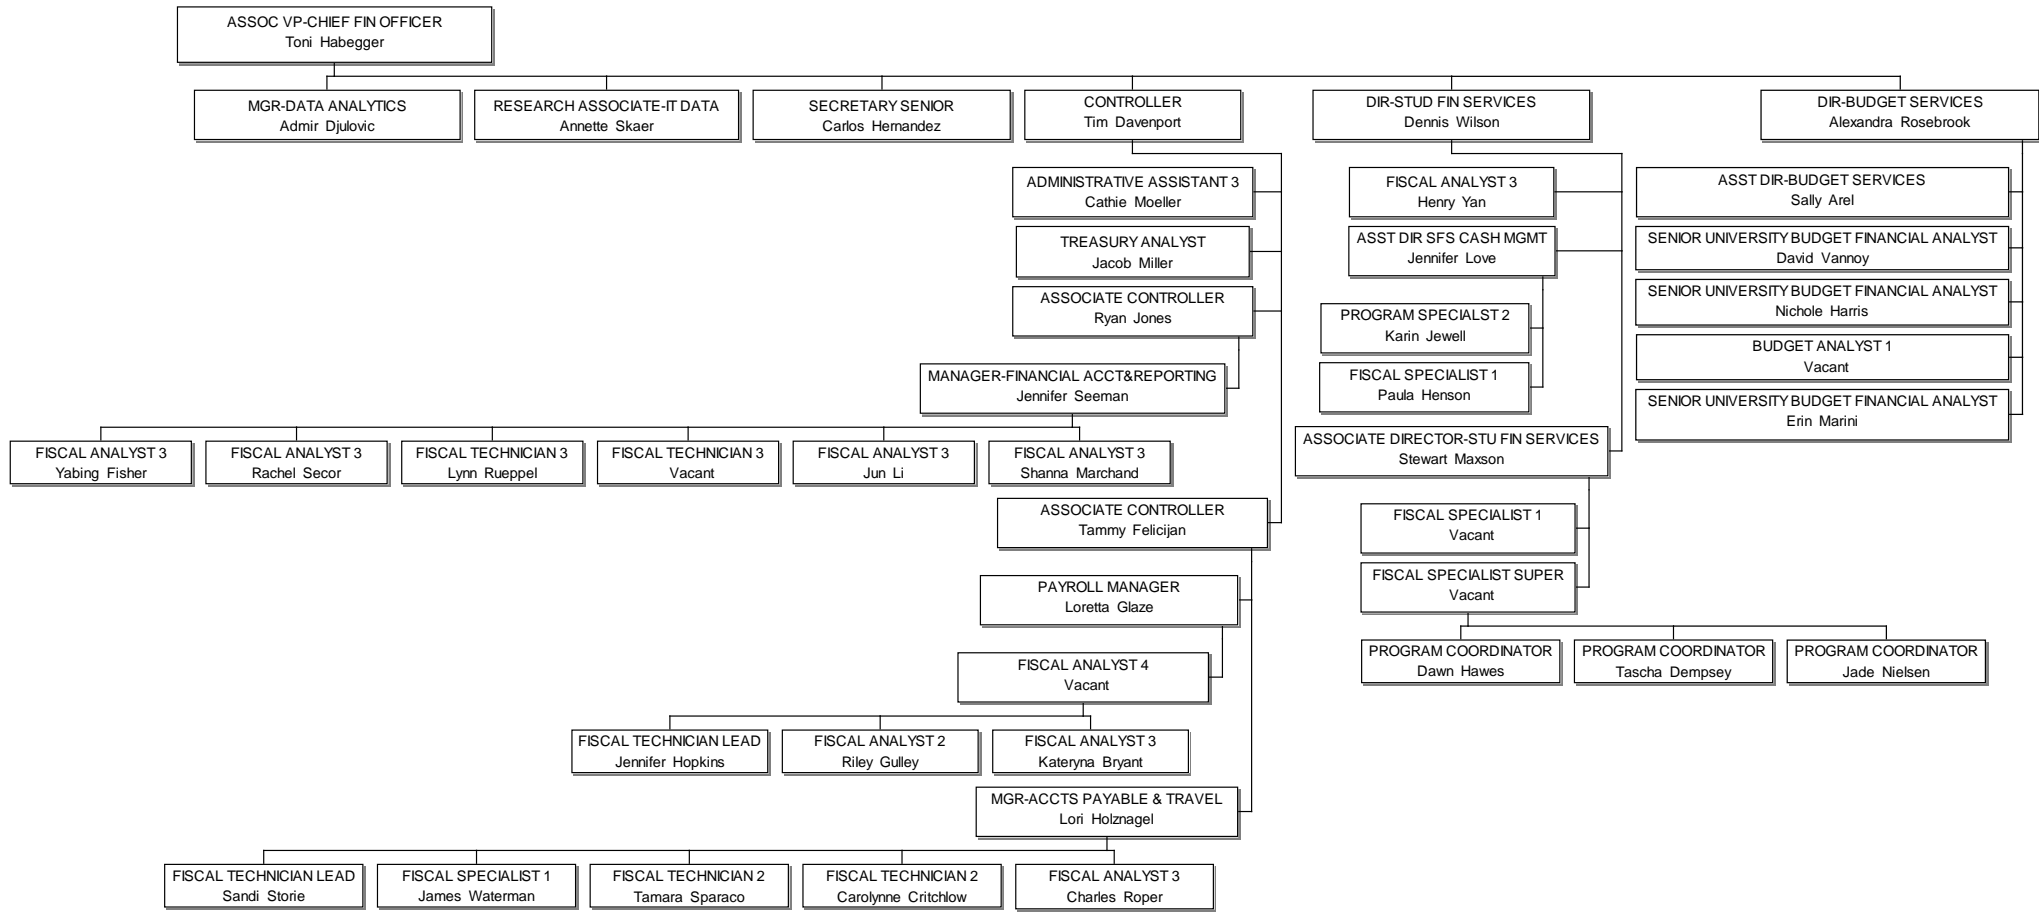 ASSOC VP-CHIEF FIN OFFICER
Toni Habegger
MGR-DATA ANALYTICS
Admir Djulovic
RESEARCH ASSOCIATE-IT DATA
Annette Skaer
SECRETARY SENIOR
Carlos Hernandez
CONTROLLER
Tim Davenport
DIR-STUD FIN SERVICES
Dennis Wilson
DIR-BUDGET SERVICES
Alexandra Rosebrook
ADMINISTRATIVE ASSISTANT 3
Cathie Moeller
TREASURY ANALYST
Jacob Miller
ASSOCIATE CONTROLLER
Ryan Jones
MANAGER-FINANCIAL ACCT&REPORTING
Jennifer Seeman
FISCAL ANALYST 3
Yabing Fisher
FISCAL ANALYST 3
Rachel Secor
FISCAL TECHNICIAN 3
Lynn Rueppel
FISCAL TECHNICIAN 3
Vacant
FISCAL ANALYST 3
Jun Li
FISCAL ANALYST 3
Shanna Marchand
ASSOCIATE CONTROLLER
Tammy Felicijan
PAYROLL MANAGER
Loretta Glaze
FISCAL ANALYST 4
Vacant
FISCAL TECHNICIAN LEAD
Jennifer Hopkins
FISCAL ANALYST 2
Riley Gulley
FISCAL ANALYST 3
Kateryna Bryant
MGR-ACCTS PAYABLE & TRAVEL
Lori Holznagel
FISCAL TECHNICIAN LEAD
Sandi Storie
FISCAL SPECIALIST 1
James Waterman
FISCAL TECHNICIAN 2
Tamara Sparaco
FISCAL TECHNICIAN 2
Carolynne Critchlow
FISCAL ANALYST 3
Charles Roper
FISCAL ANALYST 3
Henry Yan
ASST DIR SFS CASH MGMT
Jennifer Love
PROGRAM SPECIALST 2
Karin Jewell
FISCAL SPECIALIST 1
Paula Henson
ASSOCIATE DIRECTOR-STU FIN SERVICES
Stewart Maxson
FISCAL SPECIALIST 1
Vacant
FISCAL SPECIALIST SUPER
Vacant
PROGRAM COORDINATOR
Dawn Hawes
PROGRAM COORDINATOR
Tascha Dempsey
PROGRAM COORDINATOR
Jade Nielsen
ASST DIR-BUDGET SERVICES
Sally Arel
SENIOR UNIVERSITY BUDGET FINANCIAL ANALYST
David Vannoy
SENIOR UNIVERSITY BUDGET FINANCIAL ANALYST
Nichole Harris
BUDGET ANALYST 1
Vacant
SENIOR UNIVERSITY BUDGET FINANCIAL ANALYST
Erin Marini